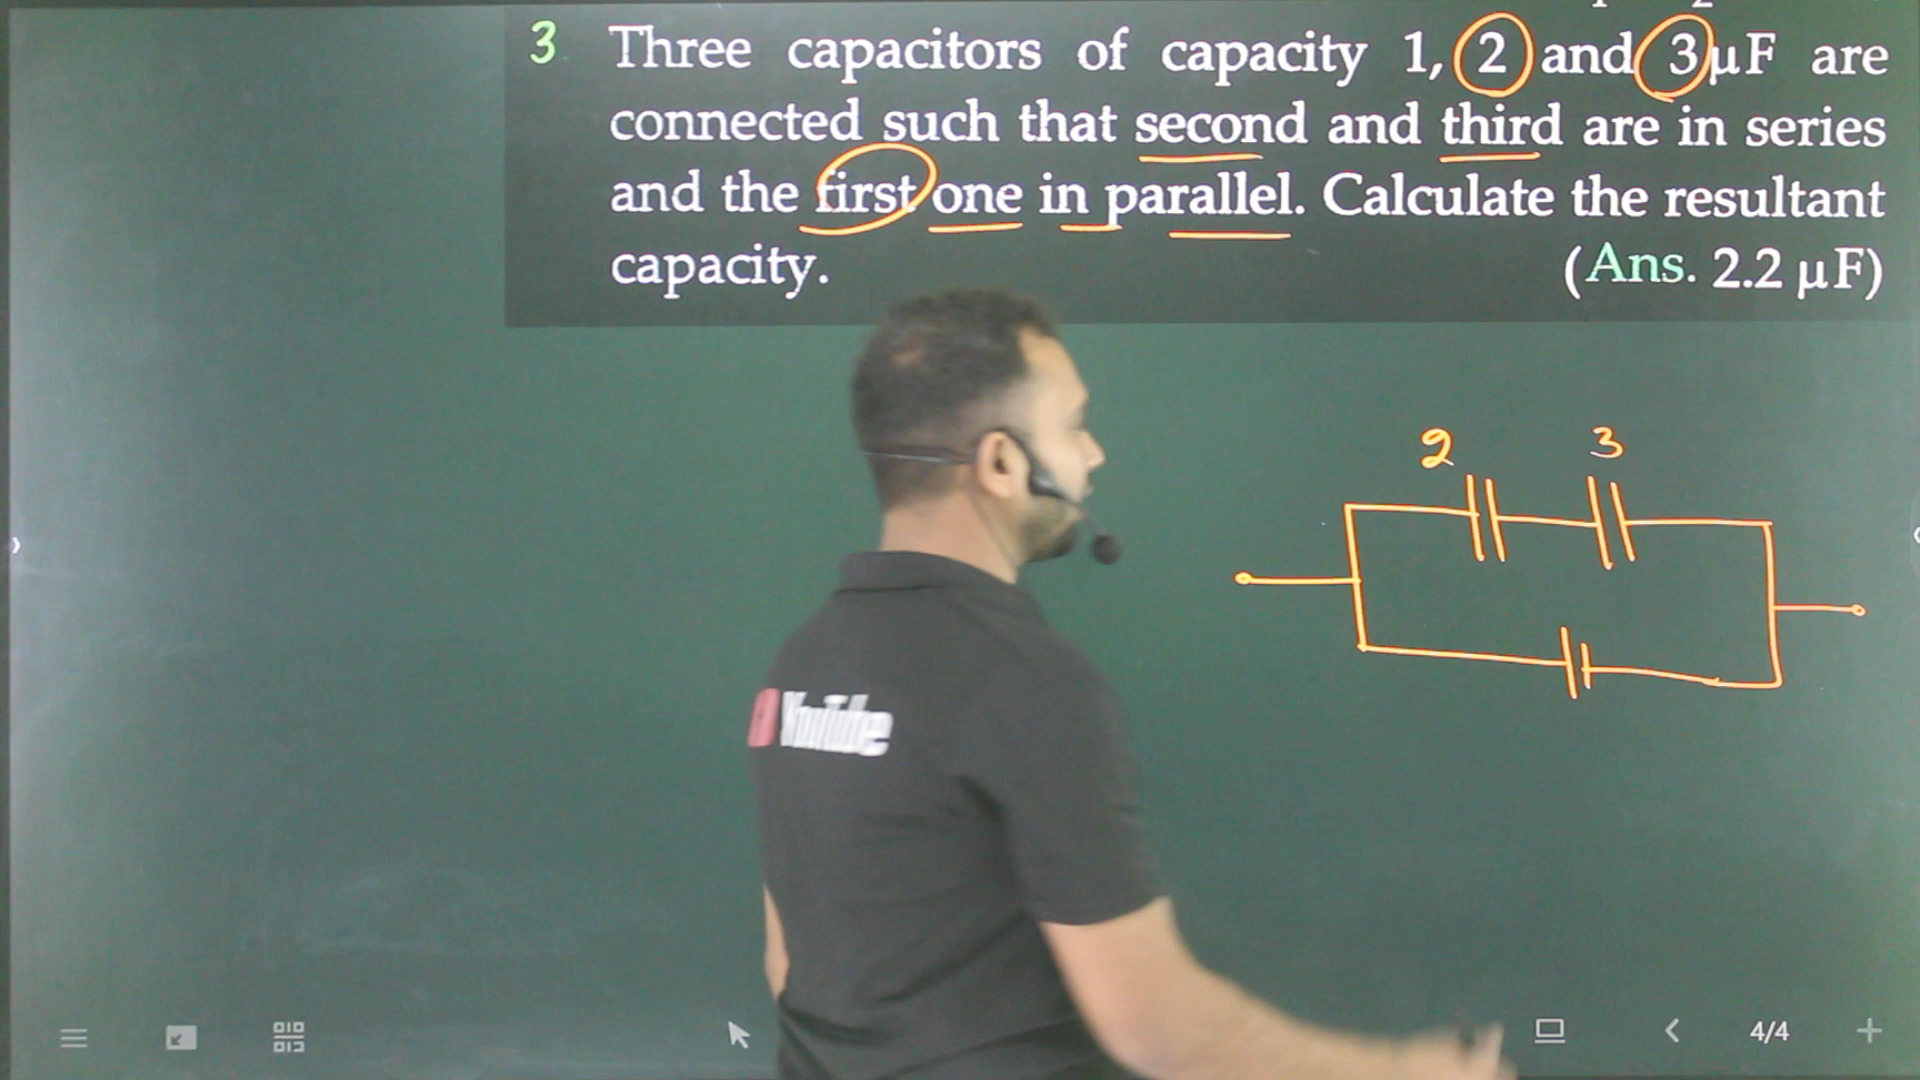 3 Three capacitors of capacity 1, 2 and 3 μF are
connected such that second and third are in series
and the first one in parallel. Calculate the resultant
capacity. (Ans. 2.2 μF)
2 3
YouTube
4/4